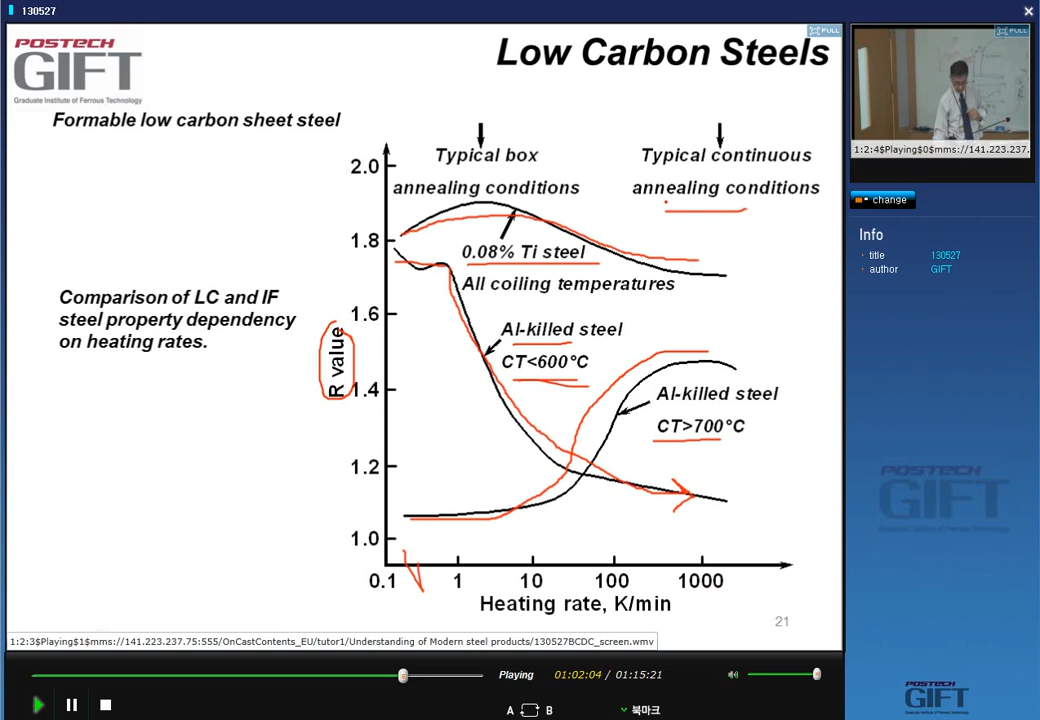 130527
POSTECH
GIFT
Graduate Institute of Ferrous Technology
FULL
Low Carbon Steels
Formable low carbon sheet steel
Typical box
annealing conditions
Typical continuous
annealing conditions
2.0
1.8
1.6
1.4
1.2
1.0
R value
0.08% Ti steel
All coiling temperatures
Comparison of LC and IF
steel property dependency
on heating rates.
Al-killed steel
CT<600°C
Al-killed steel
CT>700°C
0.1
1
10
100
1000
Heating rate, K/min
21
1:2:3$Playing$1$mms://141.223.237.75:555/OnCastContents_EU/tutor1/Understanding of Modern steel products/130527BCDC_screen.wmv
Playing
01:02:04 / 01:15:21
A B
북마크
FULL
1:2:4$Playing$0$mms://141.223.237.
change
Info
title 130527
author GIFT
POSTECH
GIFT
POSTECH
GIFT